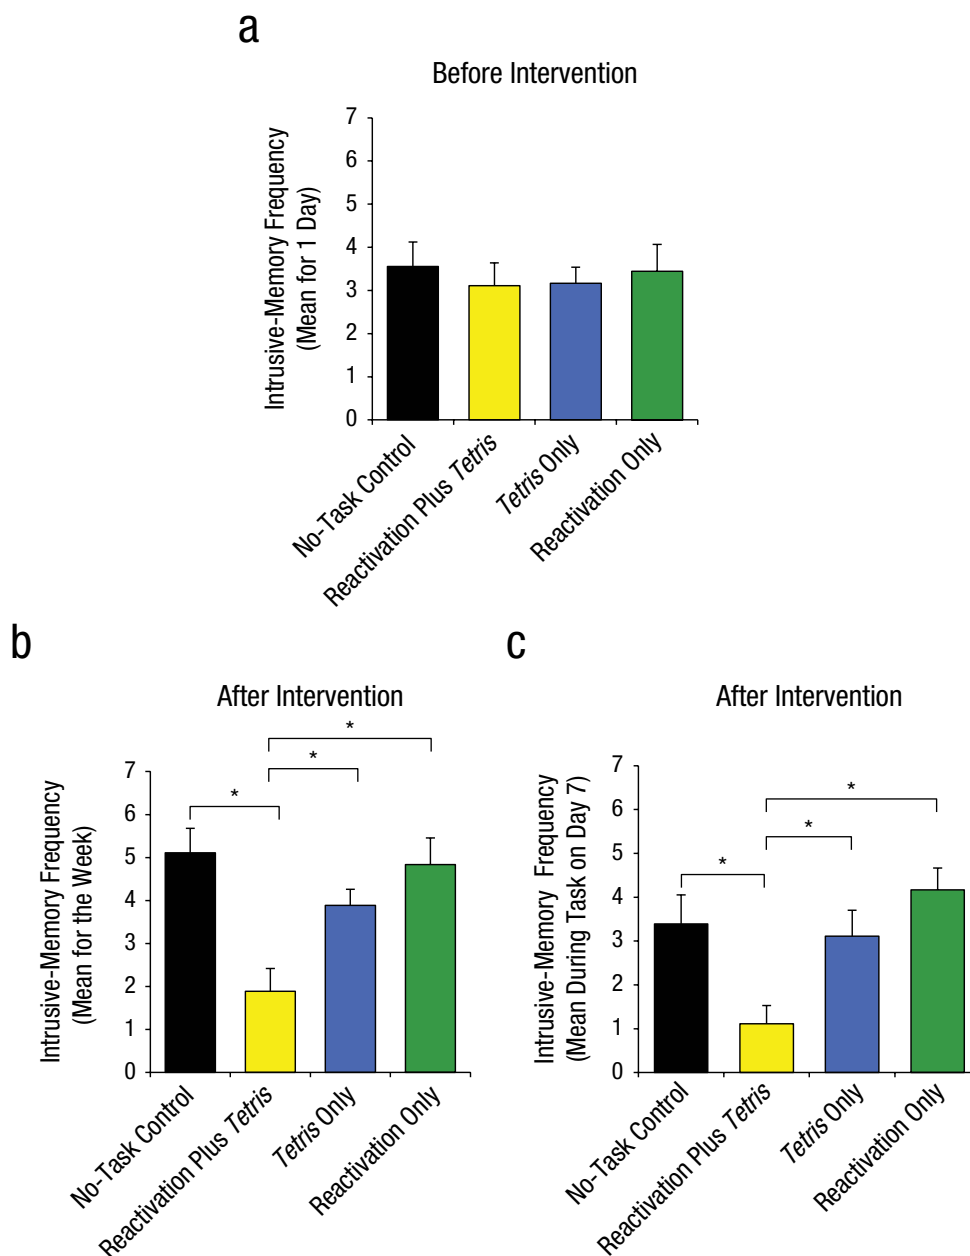 a
Before Intervention
Intrusive-Memory Frequency
(Mean for 1 Day)
7
6
5
4
3
2
1
0
No-Task Control
Reactivation Plus Tetris
Tetris Only
Reactivation Only
b
After Intervention
Intrusive-Memory Frequency
(Mean for the Week)
7
6
5
4
3
2
1
0
*
*
*
No-Task Control
Reactivation Plus Tetris
Tetris Only
Reactivation Only
c
After Intervention
Intrusive-Memory Frequency
(Mean During Task on Day 7)
7
6
5
4
3
2
1
0
*
*
*
No-Task Control
Reactivation Plus Tetris
Tetris Only
Reactivation Only